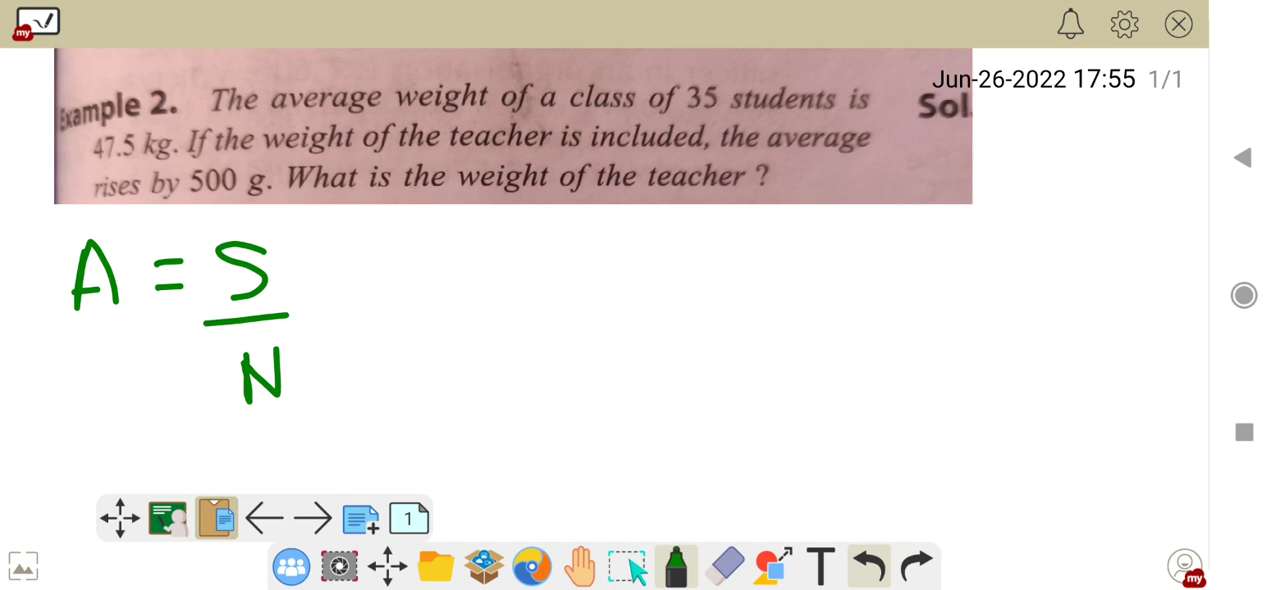 Jun-26-2022 17:55 1/1
Example 2. The average weight of a class of 35 students is
47.5 kg. If the weight of the teacher is included, the average
rises by 500 g. What is the weight of the teacher ?
Sol.
A = S
N
1
T
my
my